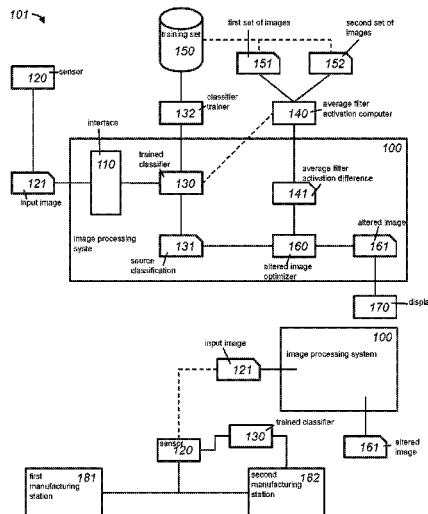 101
training set
150
first set of images
second set of
images
151
152
120
sensor
132
classifier
trainer
140
average filter
activation computer
interface
110
trained
classifier
130
100
121
input image
141
average filter
activation difference
image processing
syste
131
source
classification
160
altered image
optimizer
altered image
161
170
displa
input image
121
100
image processing system
130
trained classifier
sensor
120
161
altered
image
first
manufacturing
station
181
second
manufacturing
station
182